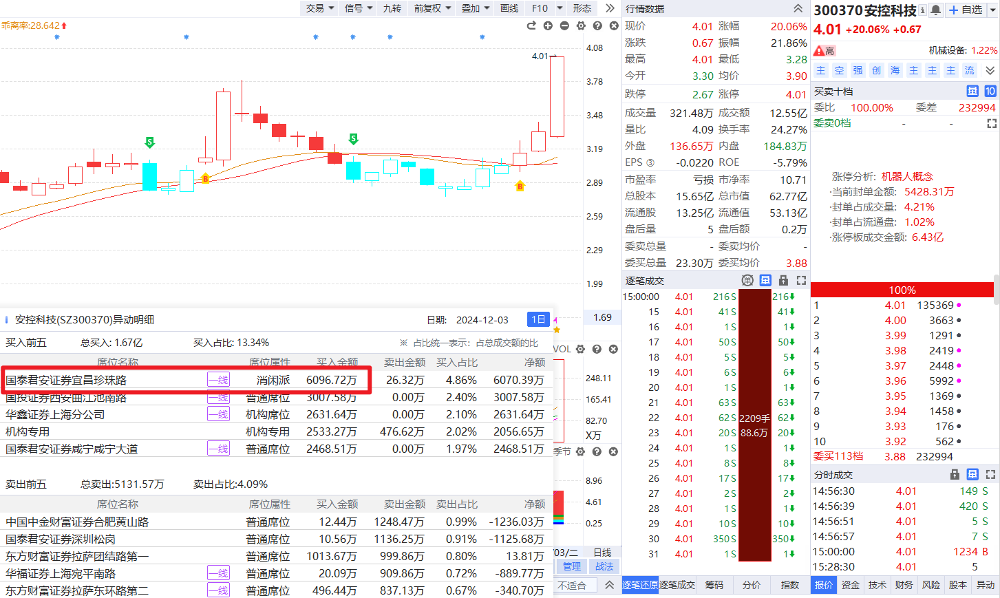 交易 信号 九转 前复权 叠加 画线 F10 形态
乖离率:28.642
4.01
4.08
3.78
3.48
3.19
2.89
2.59
2.29
1.99
1.69
S
S
B
B
安控科技(SZ300370)异动明细 日期: 2024-12-03 1日
买入前五 总买入: 1.67亿 买入占比: 13.34% ※ 占比统一表示: 占总成交额的比
席位名称 席位属性 买入金额 卖出金额 买入占比 净额
国泰君安证券宜昌珍珠路 一线 消闲派 6096.72万 26.32万 4.86% 6070.39万
国投证券西安曲江池南路 一线 普通席位 3007.58万 0.00万 2.40% 3007.58万
华鑫证券上海分公司 一线 机构席位 2631.64万 0.00万 2.10% 2631.64万
机构专用 机构专用 2533.27万 476.62万 2.02% 2056.65万
国泰君安证券咸宁咸宁大道 一线 普通席位 2468.51万 0.00万 1.97% 2468.51万
卖出前五 总卖出:5131.57万 卖出占比:4.09%
席位名称 席位属性 买入金额 卖出金额 卖出占比 净额
中国中金财富证券合肥黄山路 普通席位 12.44万 1248.47万 0.99% -1236.03万
国泰君安证券深圳松岗 普通席位 10.56万 1136.25万 0.91% -1125.68万
东方财富证券拉萨团结路第一 普通席位 1013.67万 999.86万 0.80% 13.81万
华福证券上海宛平南路 一线 普通席位 20.09万 909.86万 0.72% -889.77万
东方财富证券拉萨东环路第二 一线 普通席位 496.44万 837.13万 0.67% -340.70万
VOL
248.11
165.41
82.70
X万
季节
8.96
4.61
0.25
/03/二 日线
管理 战法
不适合
行情数据
现价 4.01 涨幅 20.06%
涨跌 0.67 振幅 21.86%
最高 4.01 最低 3.28
今开 3.30 均价 3.90
跌停 2.67 涨停 4.01
成交量 321.48万 成交额 12.55亿
量比 4.09 换手率 24.27%
外盘 136.65万 内盘 184.83万
EPS ③ -0.0220 ROE -5.79%
市盈率 亏损 市净率 10.71
总股本 15.65亿 总市值 62.77亿
流通股 13.25亿 流通值 53.13亿
盘后量 5 盘后额 0.2万
委卖总量 - 委卖均价 -
委买总量 23.30万 委买均价 3.88
逐笔成交 单 量
15:00:00 4.01 216 S 216
15 4.01 41 S 41
16 4.01 1 S 1
17 4.01 50 S 50
18 4.01 5 S 5
19 4.01 6 S 6
20 4.01 1 S 1
21 4.01 63 S 63
22 4.01 62 S 2209手 62
23 4.01 20 S 88.6万 20
24 4.01 1 S 1
25 4.01 8 S 8
26 4.01 17 S 17
27 4.01 2 S 2
28 4.01 1 S 1
29 4.01 10 S 10
30 4.01 350 S 350
31 4.01 1 S 1
逐笔还原 逐笔成交 筹码 分价 指数
300370 安控科技 自选
4.01 +20.06% +0.67
高 机械设备: 1.22%
主 空 强 创 海 主 主 主 流
买卖十档 量 10
委比 100.00% 委差 232994
委卖0档 - -
涨停分析: 机器人概念
·当前封单金额: 5428.31万
·封单占成交量: 4.21%
·封单占流通盘: 1.02%
·涨停板成交金额: 6.43亿
100%
1 4.01 135369
2 4.00 3663
3 3.99 1291
4 3.98 2419
5 3.97 2448
6 3.96 5992
7 3.95 1369
8 3.94 1458
9 3.93 176
10 3.92 562
委买113档 3.88 232994
分时成交 量
14:56:30 4.01 149 S
14:56:39 4.01 420 S
14:56:51 4.01 5 S
14:56:57 4.01 7 S
15:00:00 4.01 1234 B
15:28:30 4.01 5
报价 资金 技术 财务 风险 股本 异动